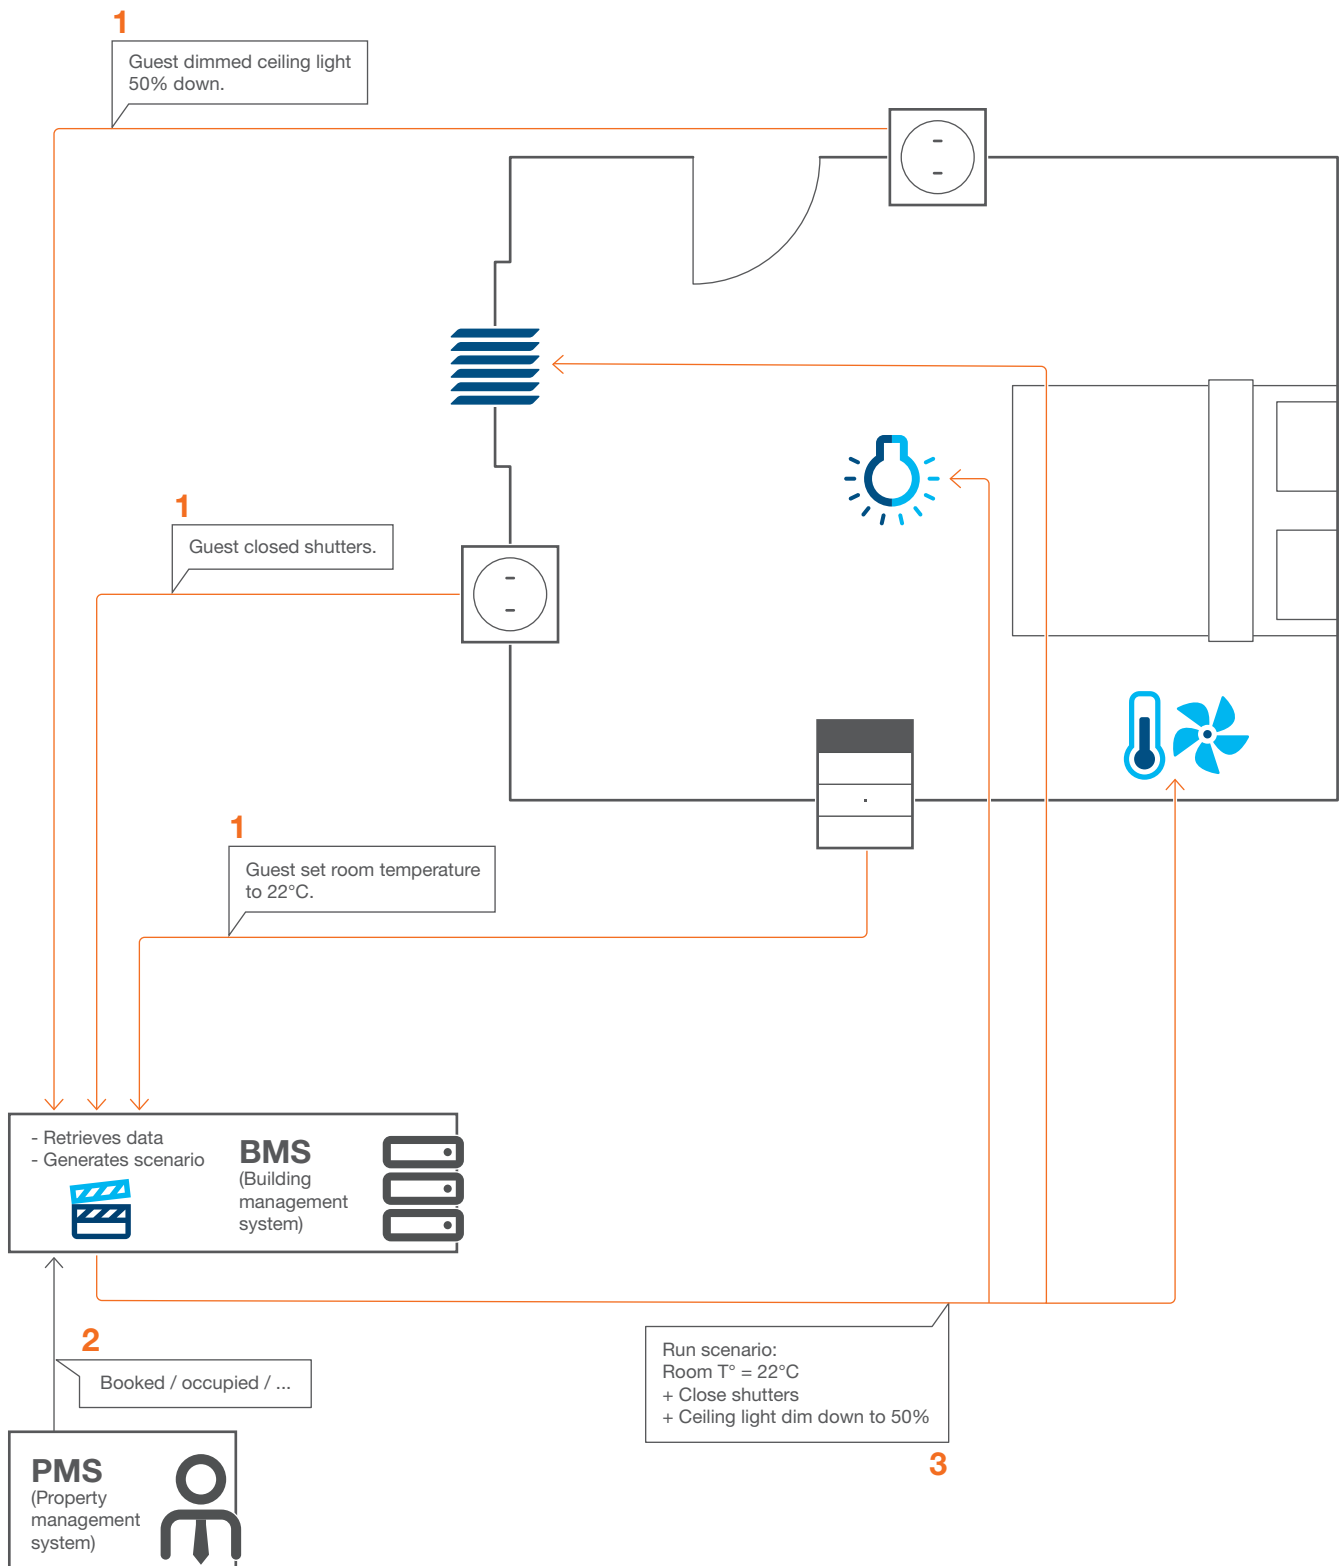 1
Guest dimmed ceiling light
50% down.
1
Guest closed shutters.
1
Guest set room temperature
to 22°C.
- Retrieves data
- Generates scenario
BMS
(Building
management
system)
2
Booked / occupied / ...
Run scenario:
Room T° = 22°C
+ Close shutters
+ Ceiling light dim down to 50%
3
PMS
(Property
management
system)